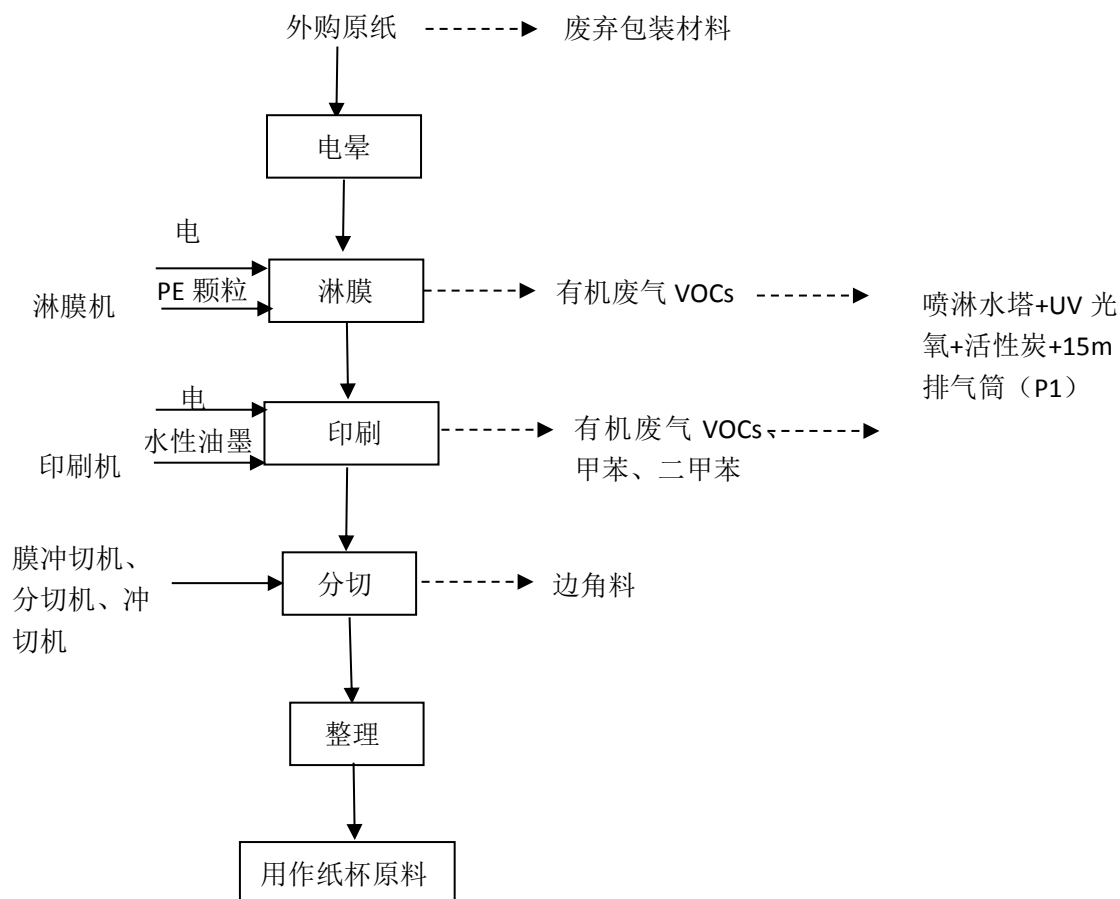 外购原纸
废弃包装材料
电晕
电
PE 颗粒
淋膜机
淋膜
有机废气 VOCs
喷淋水塔+UV 光
氧+活性炭+15m
排气筒（P1）
电
水性油墨
印刷机
印刷
有机废气 VOCs、
甲苯、二甲苯
膜冲切机、
分切机、冲
切机
分切
边角料
整理
用作纸杯原料